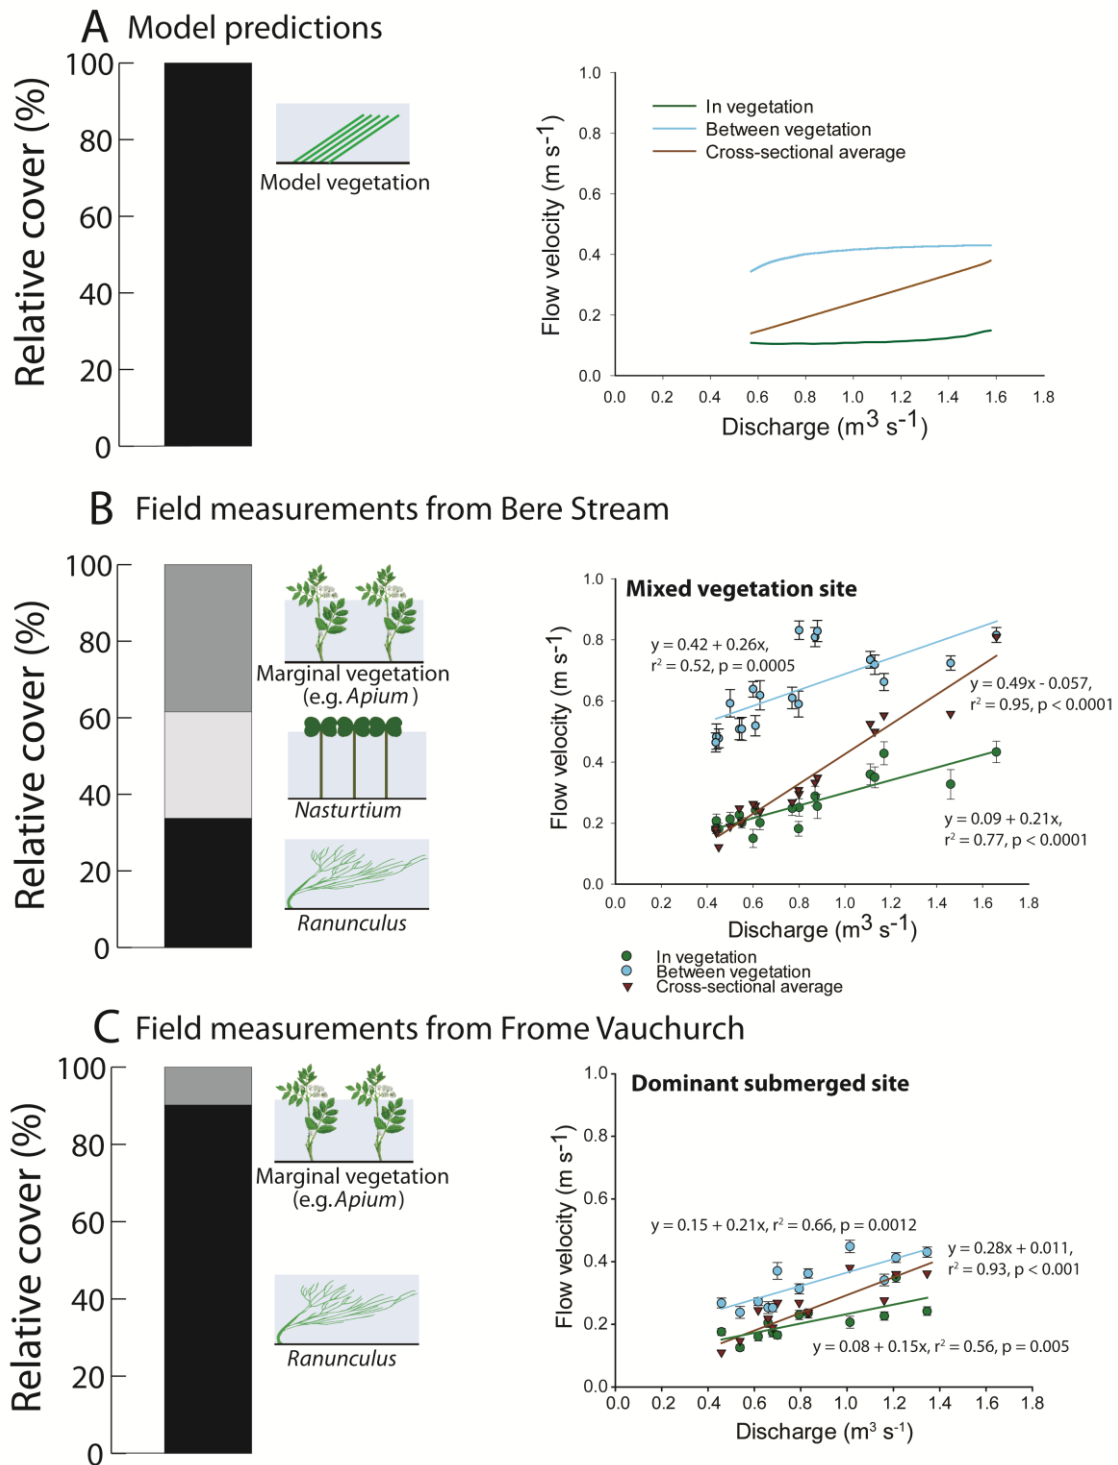 A Model predictions
Relative cover (%)
100
80
60
40
20
0
Model vegetation
Flow velocity (m s-1)
1.0
0.8
0.6
0.4
0.2
0.0
In vegetation
Between vegetation
Cross-sectional average
0.0 0.2 0.4 0.6 0.8 1.0 1.2 1.4 1.6 1.8
Discharge (m3 s-1)
B Field measurements from Bere Stream
Relative cover (%)
100
80
60
40
20
0
Marginal vegetation
(e.g. Apium)
Nasturtium
Ranunculus
Flow velocity (m s-1)
1.0
0.8
0.6
0.4
0.2
0.0
Mixed vegetation site
y = 0.42 + 0.26x,
r2 = 0.52, p = 0.0005
y = 0.49x - 0.057,
r2 = 0.95, p < 0.0001
y = 0.09 + 0.21x,
r2 = 0.77, p < 0.0001
0.0 0.2 0.4 0.6 0.8 1.0 1.2 1.4 1.6 1.8
Discharge (m3 s-1)
In vegetation
Between vegetation
Cross-sectional average
C Field measurements from Frome Vauchurch
Relative cover (%)
100
80
60
40
20
0
Marginal vegetation
(e.g. Apium)
Ranunculus
Flow velocity (m s-1)
1.0
0.8
0.6
0.4
0.2
0.0
Dominant submerged site
y = 0.15 + 0.21x, r2 = 0.66, p = 0.0012
y = 0.28x + 0.011,
r2 = 0.93, p < 0.001
y = 0.08 + 0.15x, r2 = 0.56, p = 0.005
0.0 0.2 0.4 0.6 0.8 1.0 1.2 1.4 1.6 1.8
Discharge (m3 s-1)